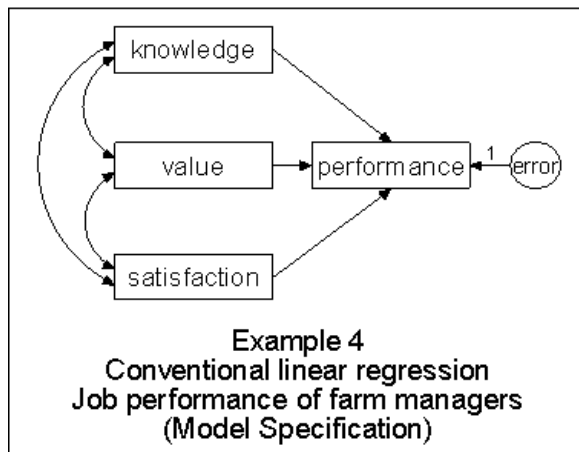 knowledge
value
performance
1
error
satisfaction
Example 4
Conventional linear regression
Job performance of farm managers
(Model Specification)